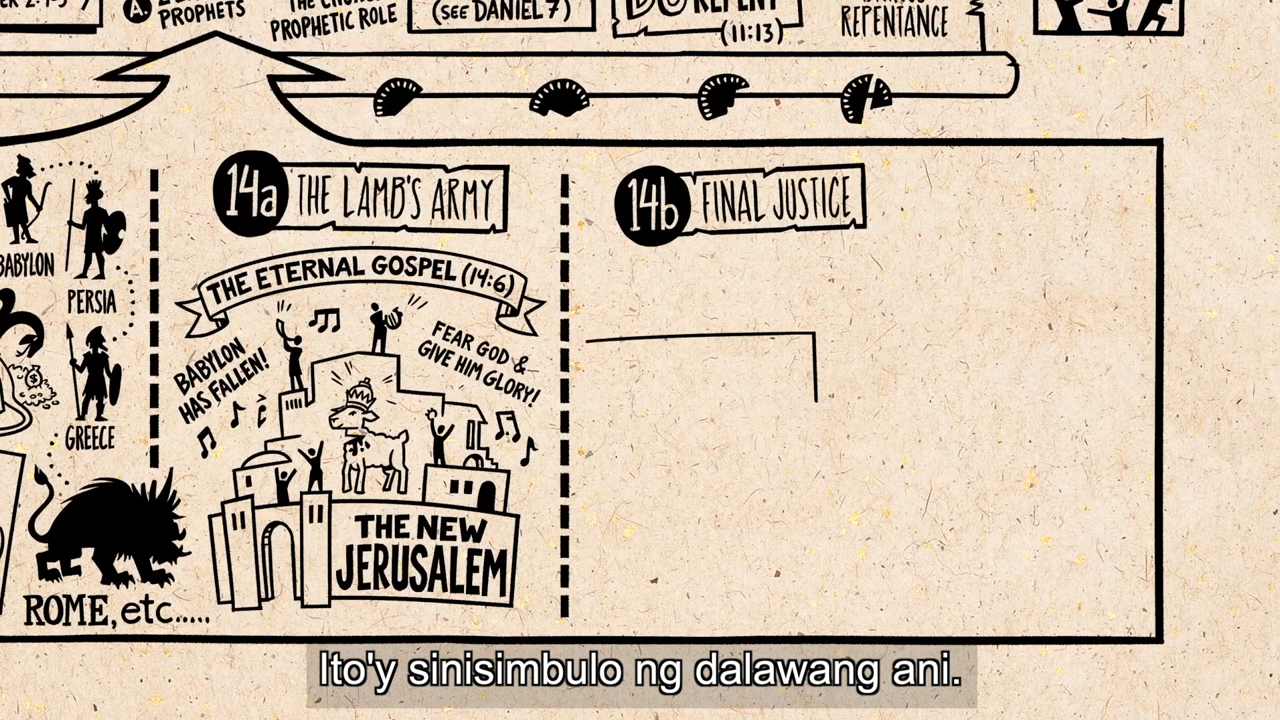 PROPHETS
PROPHETIC ROLE
(SEE DANIEL 7)
REPENT
(11:13)
REPENTANCE
BABYLON
PERSIA
GREECE
ROME, etc.....
14a THE LAMB'S ARMY
THE ETERNAL GOSPEL (14:6)
BABYLON
HAS FALLEN!
FEAR GOD &
GIVE HIM GLORY!
THE NEW
JERUSALEM
14b FINAL JUSTICE
Ito'y sinisimbulo ng dalawang ani.